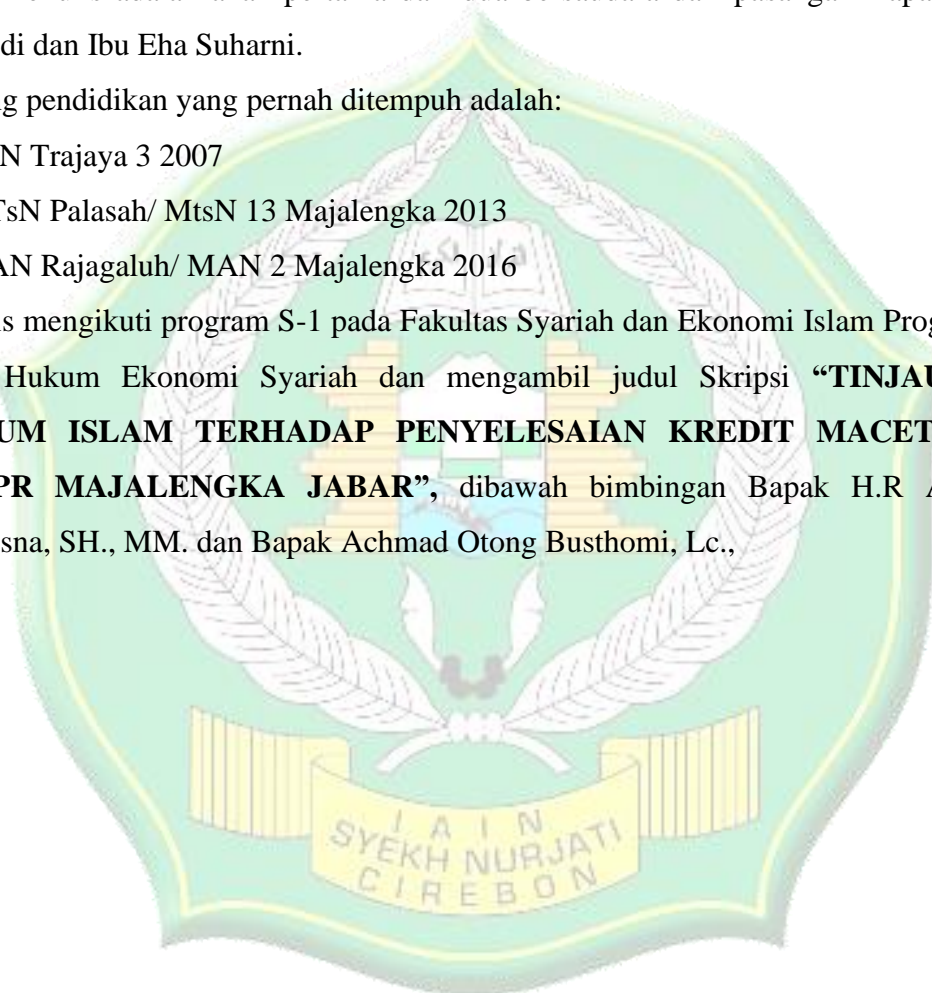 di dan Ibu Eha Suharni.
g pendidikan yang pernah ditempuh adalah:
N Trajaya 3 2007
TsN Palasah/ MtsN 13 Majalengka 2013
AN Rajagaluh/ MAN 2 Majalengka 2016
is mengikuti program S-1 pada Fakultas Syariah dan Ekonomi Islam Prog
Hukum Ekonomi Syariah dan mengambil judul Skripsi “TINJAU
UM ISLAM TERHADAP PENYELESAIAN KREDIT MACET
PR MAJALENGKA JABAR”, dibawah bimbingan Bapak H.R A
sna, SH., MM. dan Bapak Achmad Otong Busthomi, Lc.,
IAIN
SYEKH NURJATI
CIREBON